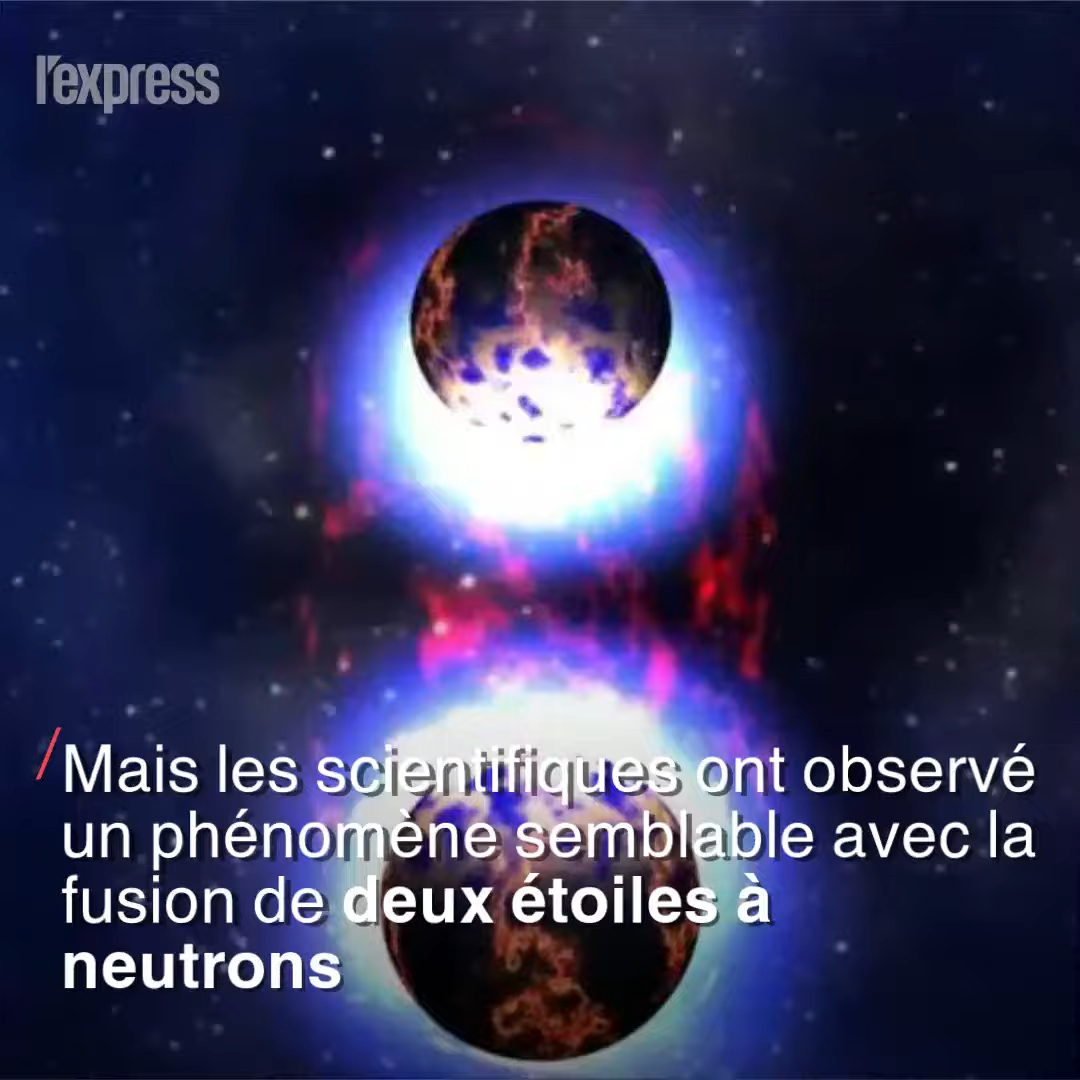 l'express
Mais les scientifiques ont observé
un phénomène semblable avec la
fusion de deux étoiles à
neutrons